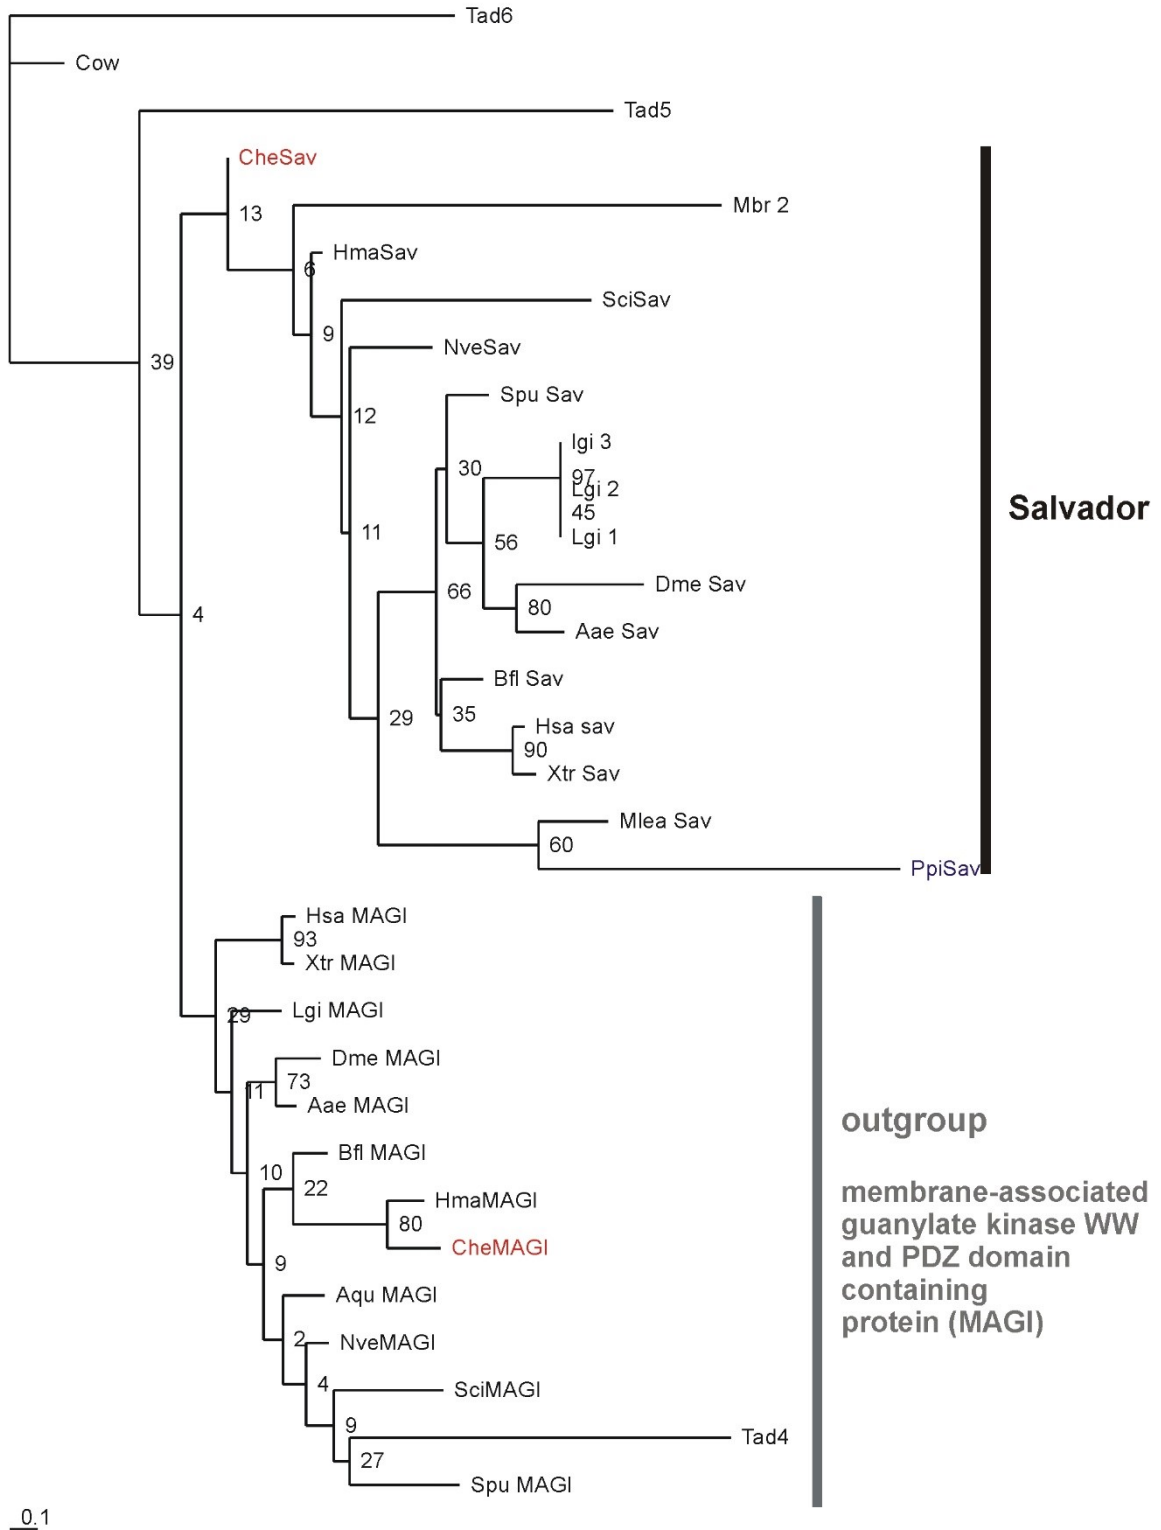 Tad6
Cow
Tad5
CheSav
Mbr 2
13
HmaSav
6
SciSav
9
NveSav
39
Spu Sav
12
Igi 3
30
97
Lgi 2
Salvador
45
11
Lgi 1
56
Dme Sav
66
80
4
Aae Sav
Bfl Sav
35
29
Hsa sav
90
Xtr Sav
Mlea Sav
60
PpiSav
Hsa MAGI
93
Xtr MAGI
Lgi MAGI
29
Dme MAGI
73
11
Aae MAGI
outgroup
Bfl MAGI
10
22
membrane-associated
HmaMAGI
80
guanylate kinase WW
CheMAGI
and PDZ domain
9
containing
Aqu MAGI
protein (MAGI)
2
NveMAGI
4
SciMAGI
9
Tad4
27
Spu MAGI
0.1